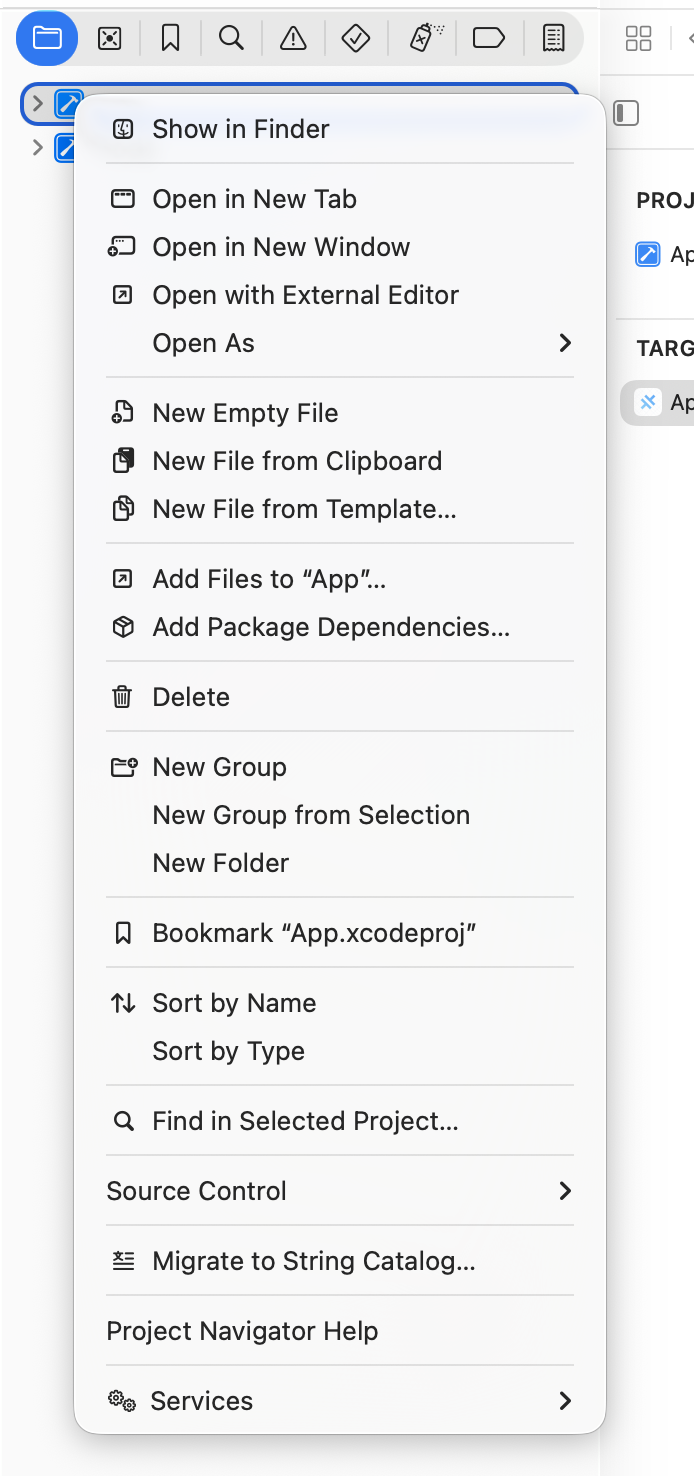 Show in Finder
PROJ
Open in New Tab
Open in New Window
Ap
Open with External Editor
Open As
TARG
Ap
New Empty File
New File from Clipboard
New File from Template...
Add Files to “App”...
Add Package Dependencies...
Delete
New Group
New Group from Selection
New Folder
Bookmark “App.xcodeproj”
Sort by Name
Sort by Type
Find in Selected Project...
Source Control
Migrate to String Catalog...
Project Navigator Help
Services